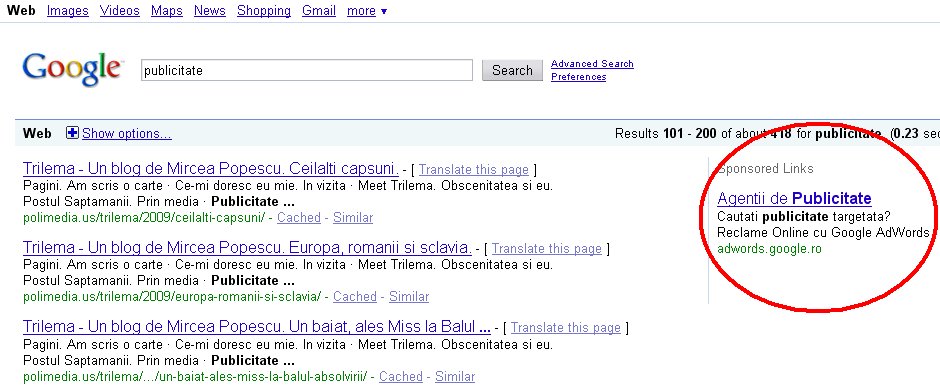 Web Images Videos Maps News Shopping Gmail more ▼
Google publicitate Search Advanced Search
Preferences
Web Show options... Results 101 - 200 of about 418 for publicitate. (0.23 sec
Trilema - Un blog de Mircea Popescu. Ceilalti capsuni. - [ Translate this page ]
Pagini. Am scris o carte · Ce-mi doresc eu mie. In vizita · Meet Trilema. Obscenitatea si eu.
Postul Saptamanii. Prin media · Publicitate ...
polimedia.us/trilema/2009/ceilalti-capsuni/ - Cached - Similar
Trilema - Un blog de Mircea Popescu. Europa, romanii si sclavia. - [ Translate this page ]
Pagini. Am scris o carte · Ce-mi doresc eu mie. In vizita · Meet Trilema. Obscenitatea si eu.
Postul Saptamanii. Prin media · Publicitate ...
polimedia.us/trilema/2009/europa-romanii-si-sclavia/ - Cached - Similar
Trilema - Un blog de Mircea Popescu. Un baiat, ales Miss la Balul ... - [ Translate this page ]
Pagini. Am scris o carte · Ce-mi doresc eu mie. In vizita · Meet Trilema. Obscenitatea si eu.
Postul Saptamanii. Prin media · Publicitate ...
polimedia.us/trilema/.../un-baiat-ales-miss-la-balul-absolvirii/ - Cached - Similar
Sponsored Links
Agentii de Publicitate
Cautati publicitate targetata?
Reclame Online cu Google AdWords
adwords.google.ro